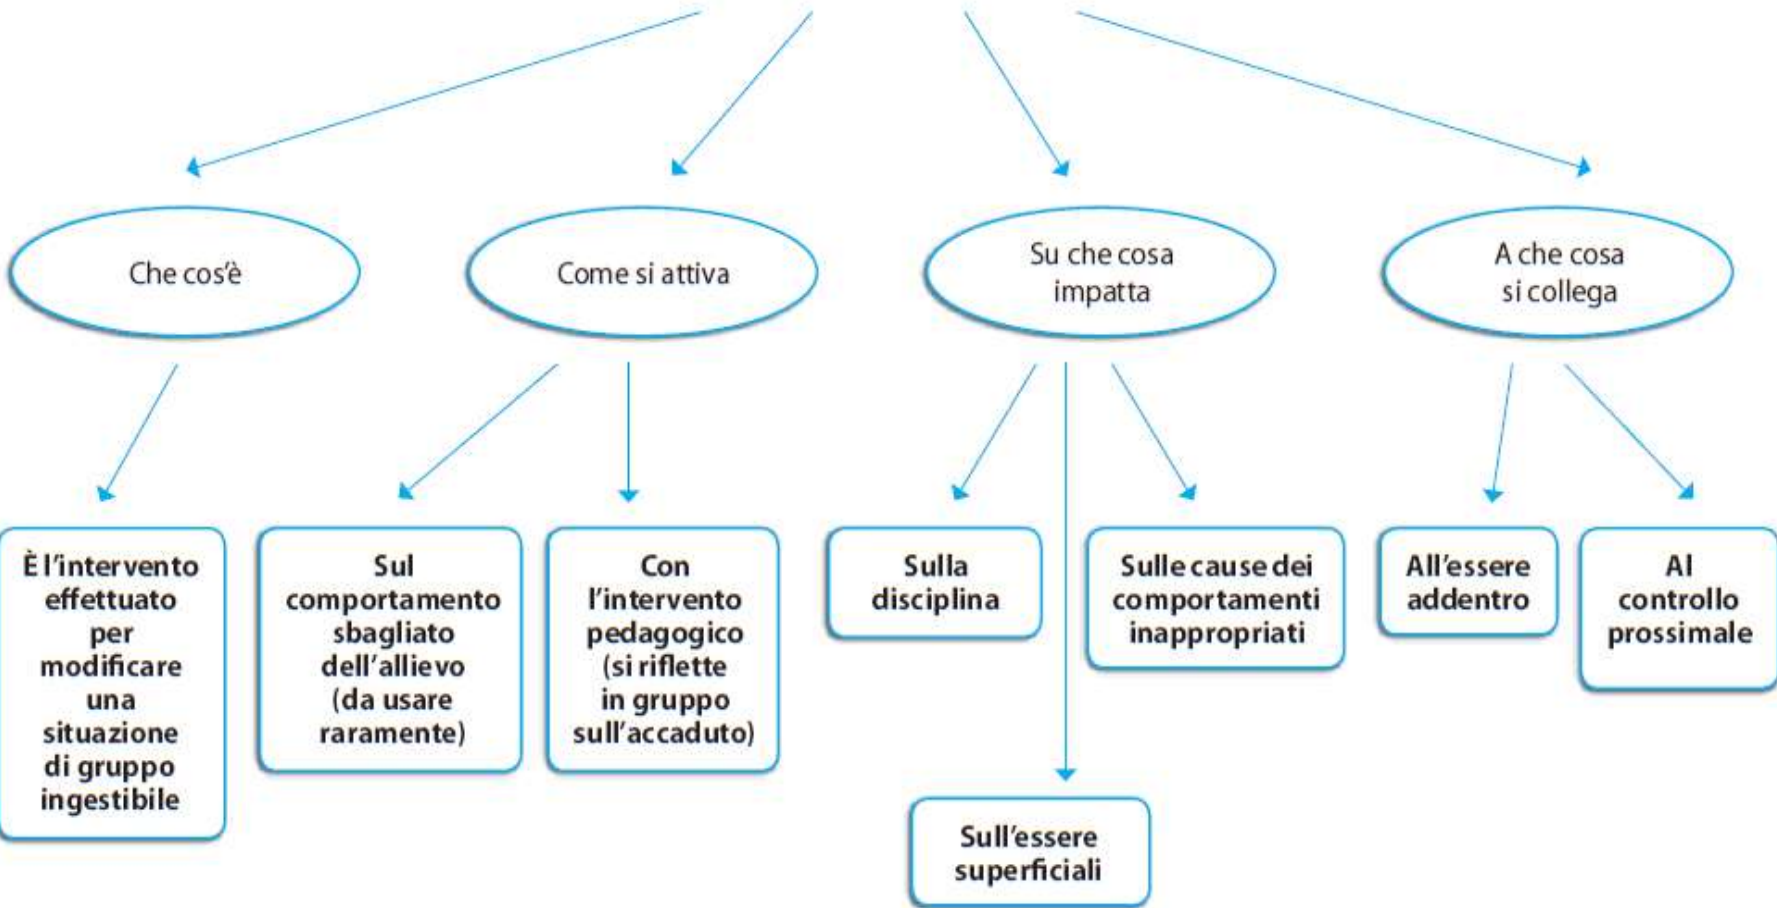 Che cos'è
Come si attiva
Su che cosa
impatta
A che cosa
si collega
È l'intervento
effettuato
per
modificare
una
situazione
di gruppo
ingestibile
Sul
comportamento
sbagliato
dell'allievo
(da usare
raramente)
Con
l'intervento
pedagogico
(si riflette
in gruppo
sull'accaduto)
Sulla
disciplina
Sulle cause dei
comportamenti
inappropriati
All'essere
addentro
Al
controllo
prossimale
Sull'essere
superficiali